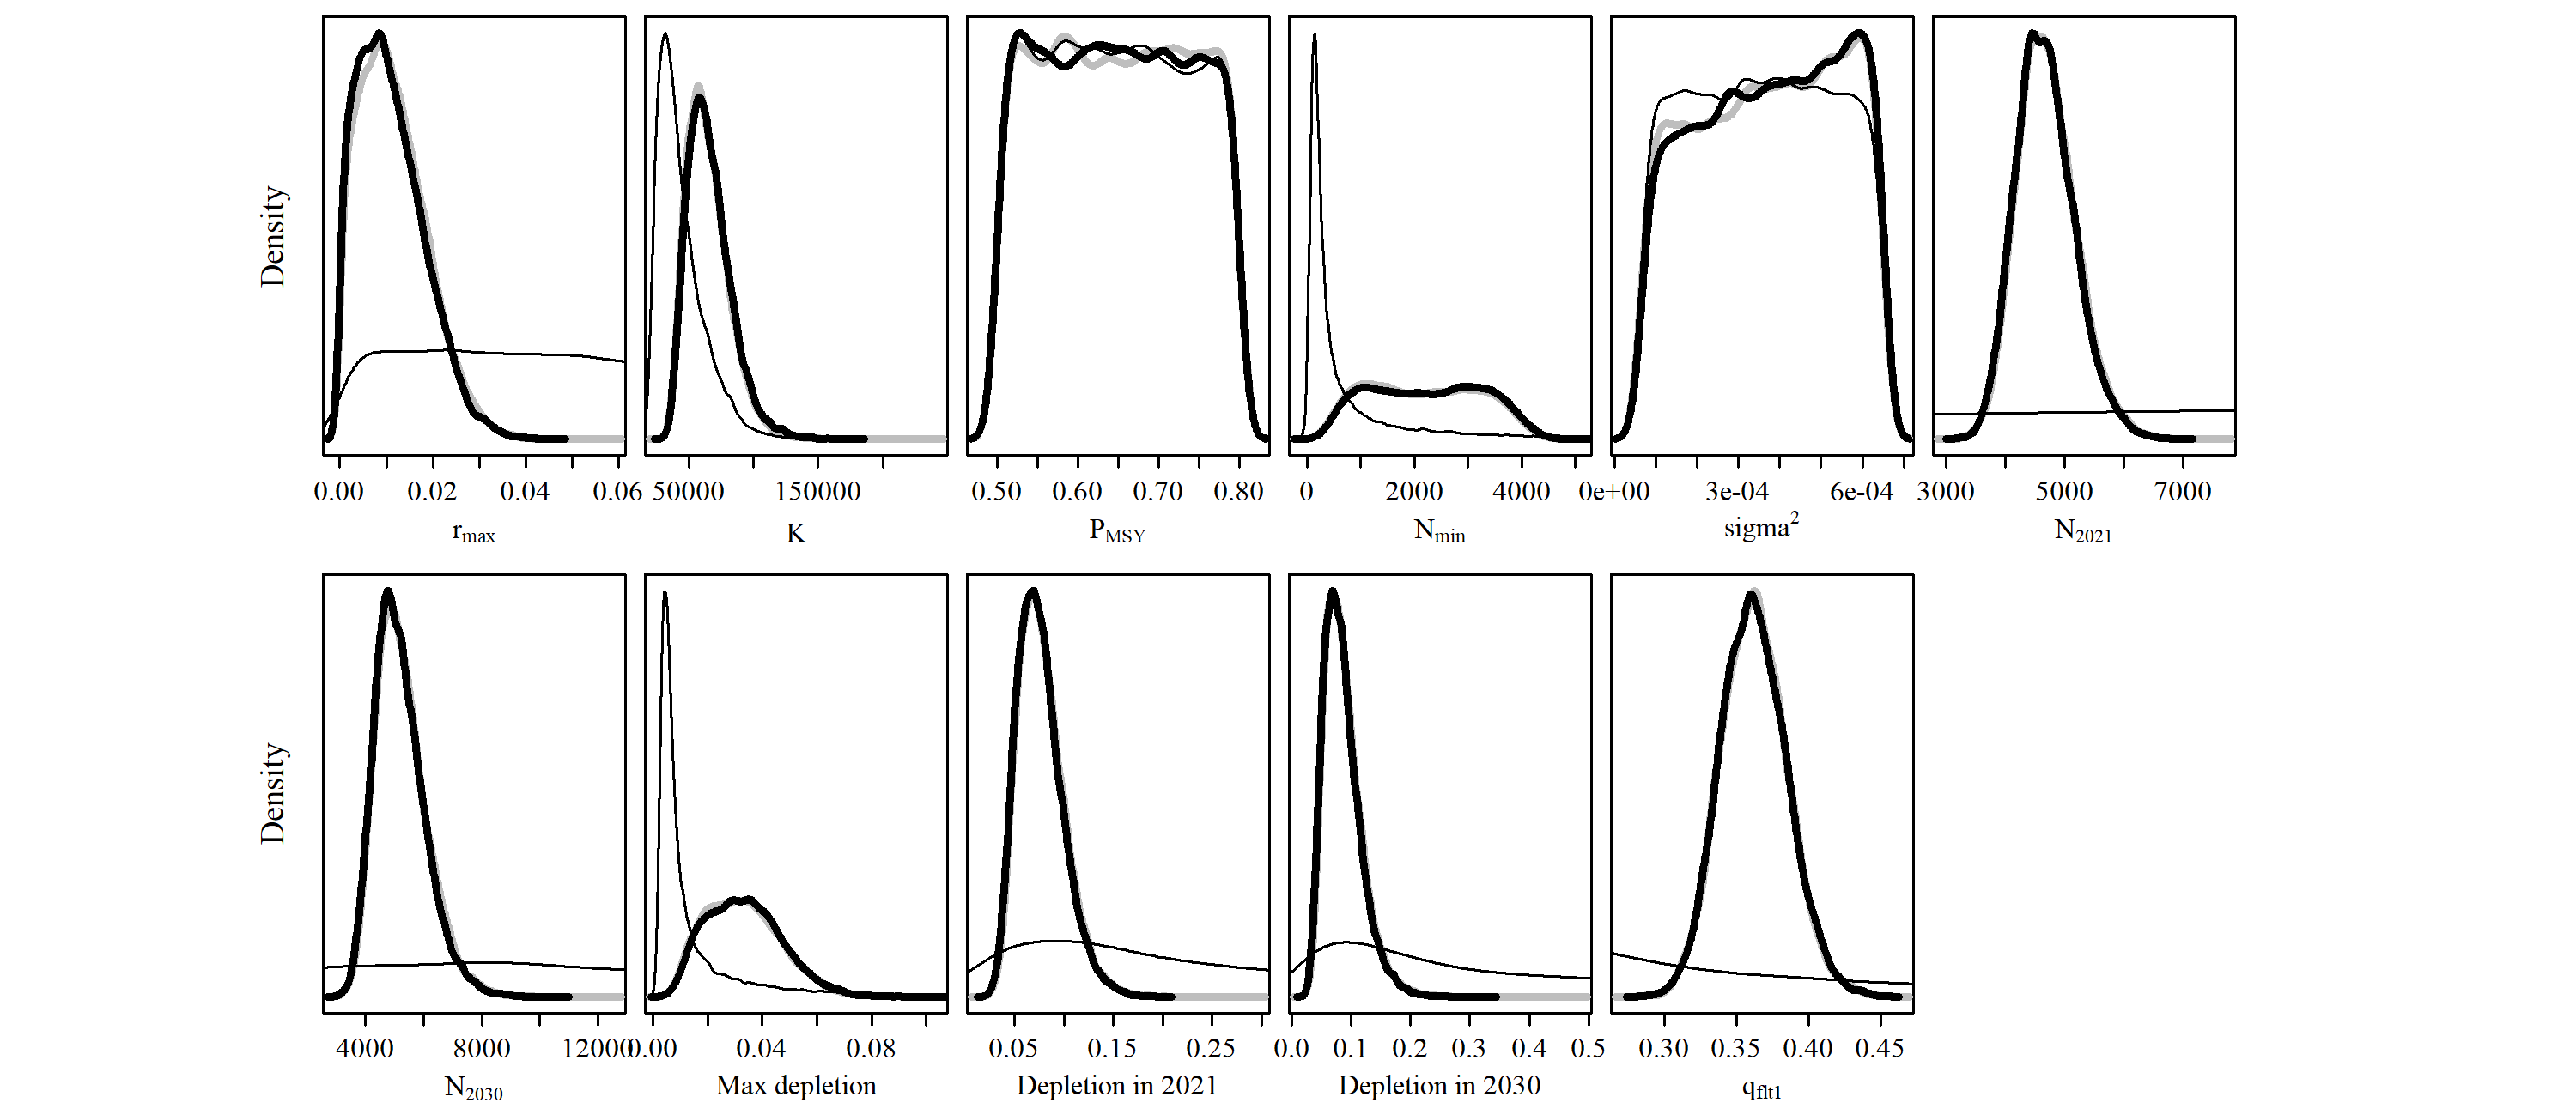 Density
0.00 0.02 0.04 0.06 50000 150000 0.50 0.60 0.70 0.80 0 2000 4000 0e+00 3e-04 6e-04 3000 5000 7000
rmax K PMSY Nmin sigma2 N2021
Density
4000 8000 12000 0.00 0.04 0.08 0.05 0.15 0.25 0.0 0.1 0.2 0.3 0.4 0.5 0.30 0.35 0.40 0.45
N2030 Max depletion Depletion in 2021 Depletion in 2030 qflt1